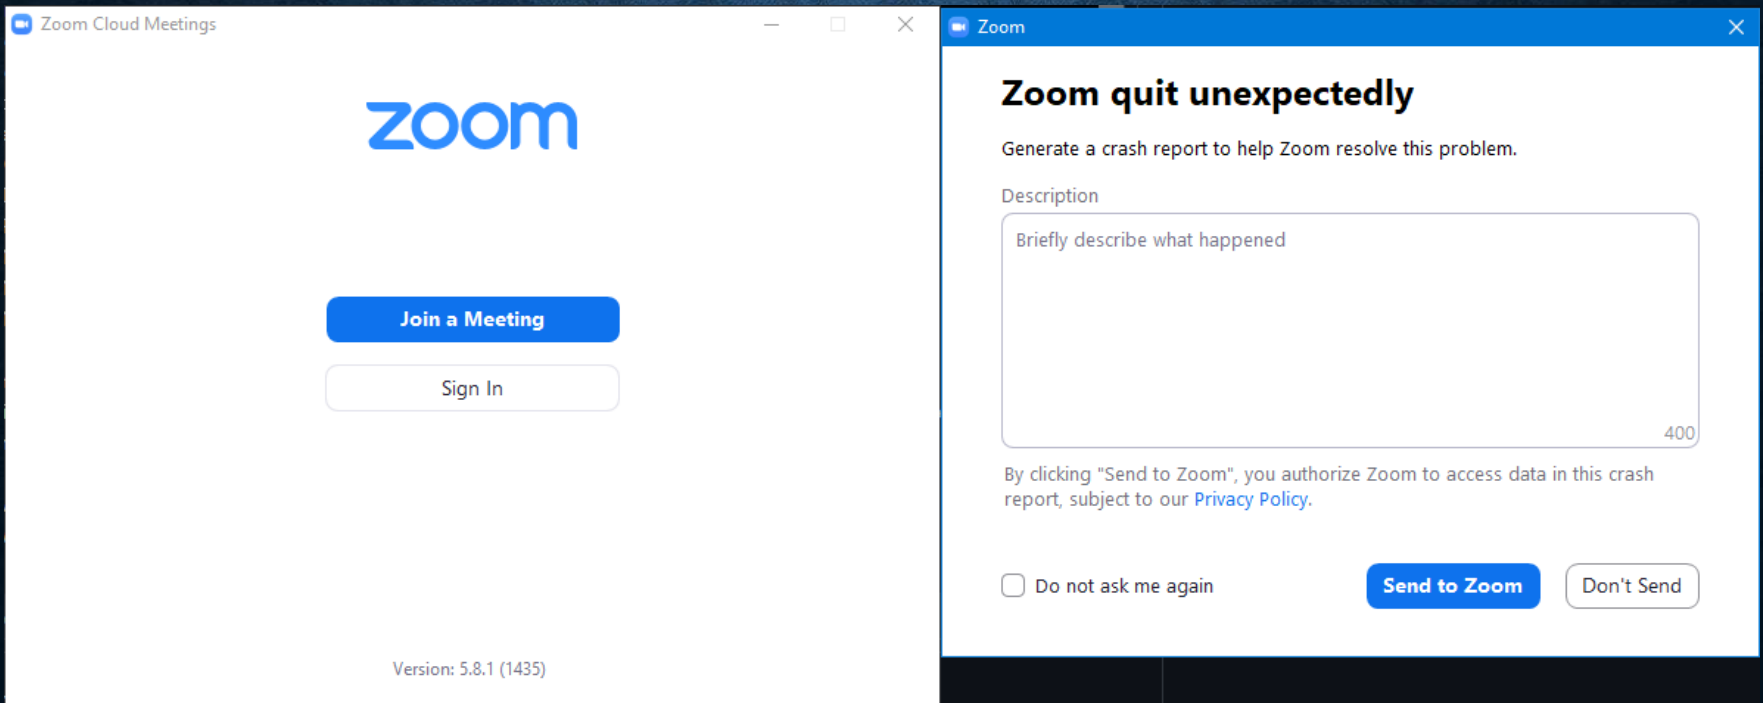 Zoom Cloud Meetings
zoom
Join a Meeting
Sign In
Version: 5.8.1 (1435)
Zoom
Zoom quit unexpectedly
Generate a crash report to help Zoom resolve this problem.
Description
Briefly describe what happened
400
By clicking "Send to Zoom", you authorize Zoom to access data in this crash
report, subject to our Privacy Policy.
Do not ask me again
Send to Zoom
Don't Send